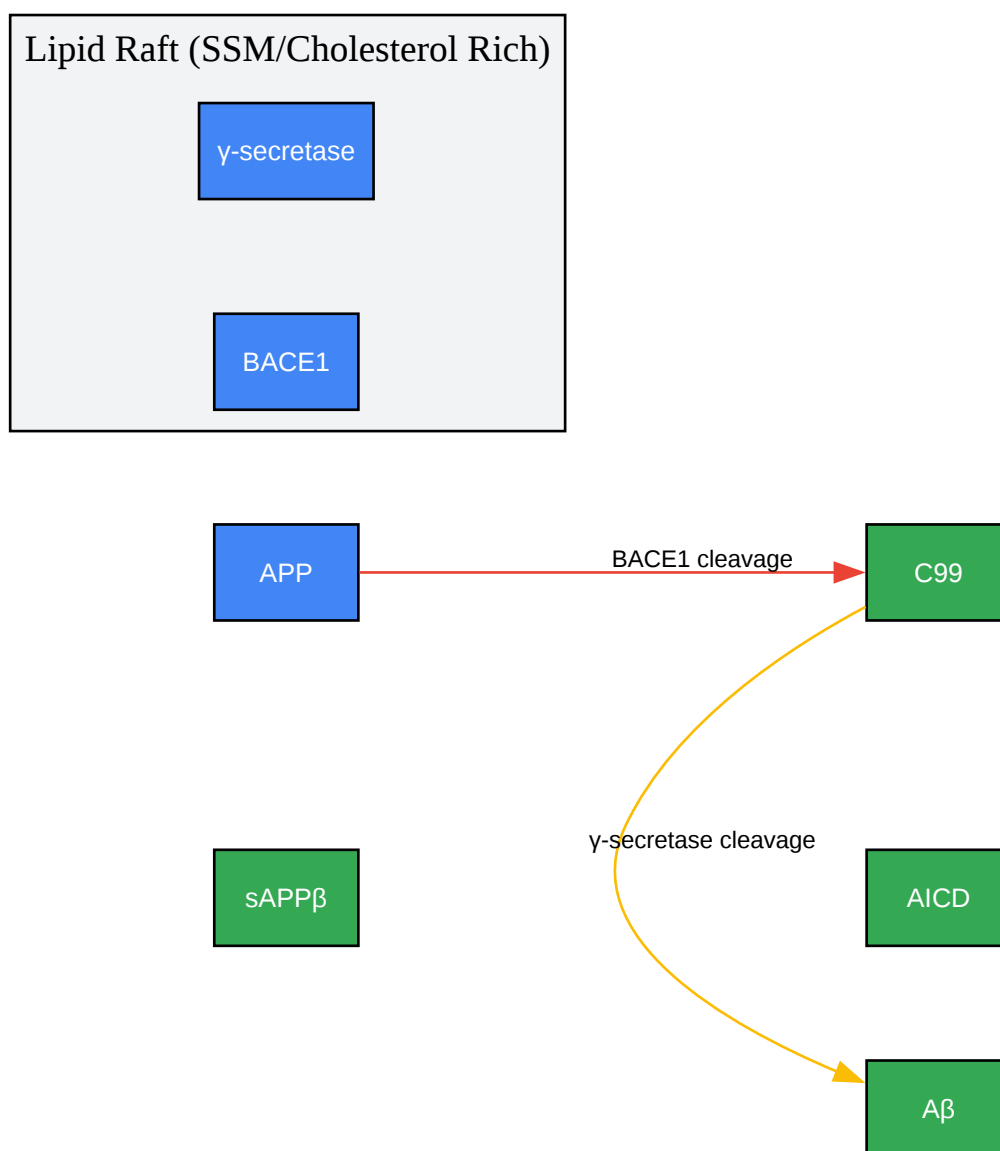 Lipid Raft (SSM/Cholesterol Rich)
γ-secretase
BACE1
APP
BACE1 cleavage
C99
γ-secretase cleavage
sAPPβ
AICD
Aβ